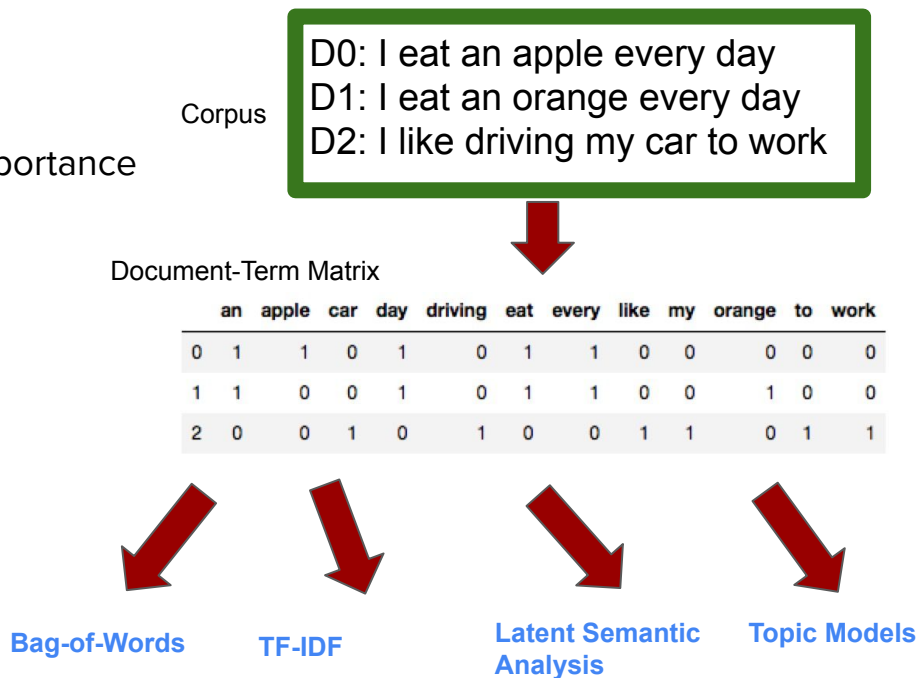 D0: I eat an apple every day
D1: I eat an orange every day
D2: I like driving my car to work
Corpus
portance
Document-Term Matrix
an apple car day driving eat every like my orange to work
0 1 1 0 1 0 1 1 0 0 0 0 0
1 1 0 0 1 0 1 1 0 0 1 0 0
2 0 0 1 0 1 0 0 1 1 0 1 1
Bag-of-Words TF-IDF Latent Semantic Topic Models
Analysis